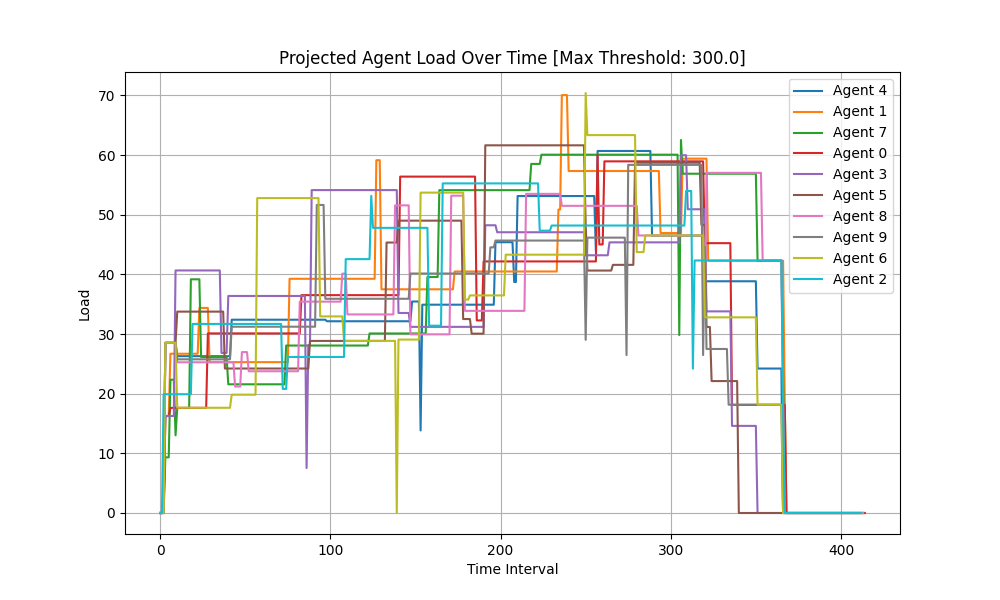 Projected Agent Load Over Time [Max Threshold: 300.0]
Load
70
60
50
40
30
20
10
0
0 100 200 300 400
Time Interval
Agent 4
Agent 1
Agent 7
Agent 0
Agent 3
Agent 5
Agent 8
Agent 9
Agent 6
Agent 2